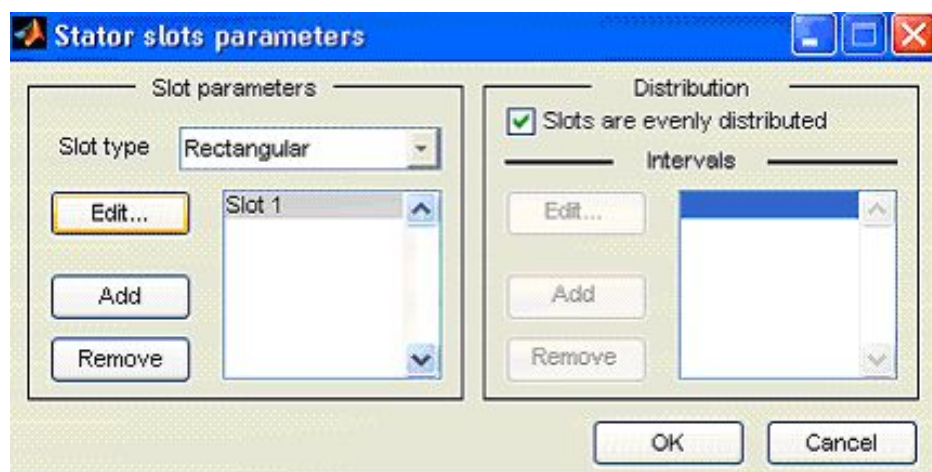 Stator slots parameters
Slot parameters
Slot type
Rectangular
Edit...
Slot 1
Add
Remove
Distribution
Slots are evenly distributed
Intervals
Edit...
Add
Remove
OK
Cancel